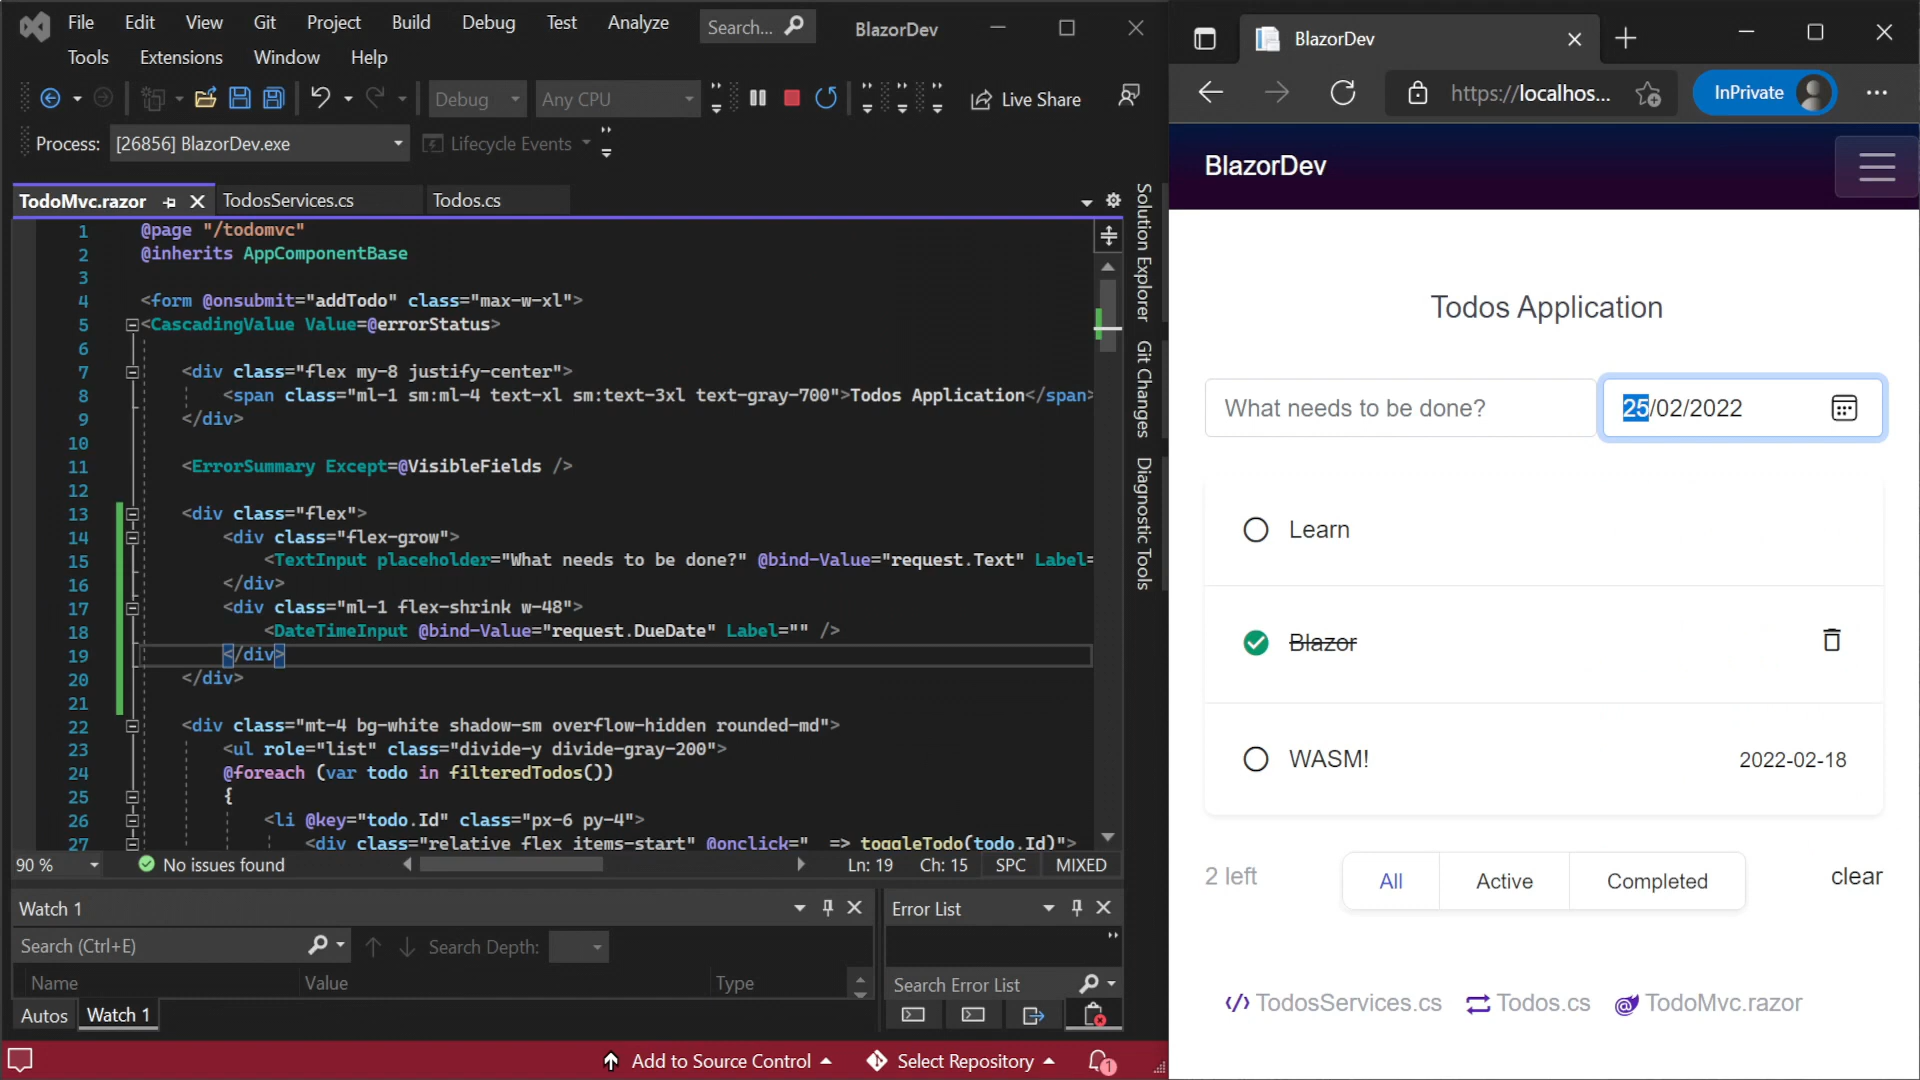 File Edit View Git Project Build Debug Test Analyze Search... BlazorDev
Tools Extensions Window Help
Debug Any CPU Live Share
Process: [26856] BlazorDev.exe Lifecycle Events
TodoMvc.razor TodosServices.cs Todos.cs
1 @page "/todomvc"
2 @inherits AppComponentBase
3
4 <form @onsubmit="addTodo" class="max-w-xl">
5 <CascadingValue Value=@errorStatus>
6
7 <div class="flex my-8 justify-center">
8 <span class="ml-1 sm:ml-4 text-xl sm:text-3xl text-gray-700">Todos Application</span>
9 </div>
10
11 <ErrorSummary Except=@VisibleFields />
12
13 <div class="flex">
14 <div class="flex-grow">
15 <TextInput placeholder="What needs to be done?" @bind-Value="request.Text" Label=
16 </div>
17 <div class="ml-1 flex-shrink w-48">
18 <DateTimeInput @bind-Value="request.DueDate" Label="" />
19 </div>
20 </div>
21
22 <div class="mt-4 bg-white shadow-sm overflow-hidden rounded-md">
23 <ul role="list" class="divide-y divide-gray-200">
24 @foreach (var todo in filteredTodos())
25 {
26 <li @key="todo.Id" class="px-6 py-4">
27 <div class="relative flex items-start" @onclick="_ => toggleTodo(todo.Id)">
90 % No issues found Ln: 19 Ch: 15 SPC MIXED
Solution Explorer
Git Changes
Diagnostic Tools
Watch 1
Search (Ctrl+E) Search Depth:
Name Value Type
Autos Watch 1
Error List
Search Error List
Add to Source Control Select Repository 1
BlazorDev
https://localhos... InPrivate
BlazorDev
Todos Application
What needs to be done? 25/02/2022
Learn
Blazor
WASM! 2022-02-18
2 left All Active Completed clear
TodosServices.cs Todos.cs TodoMvc.razor